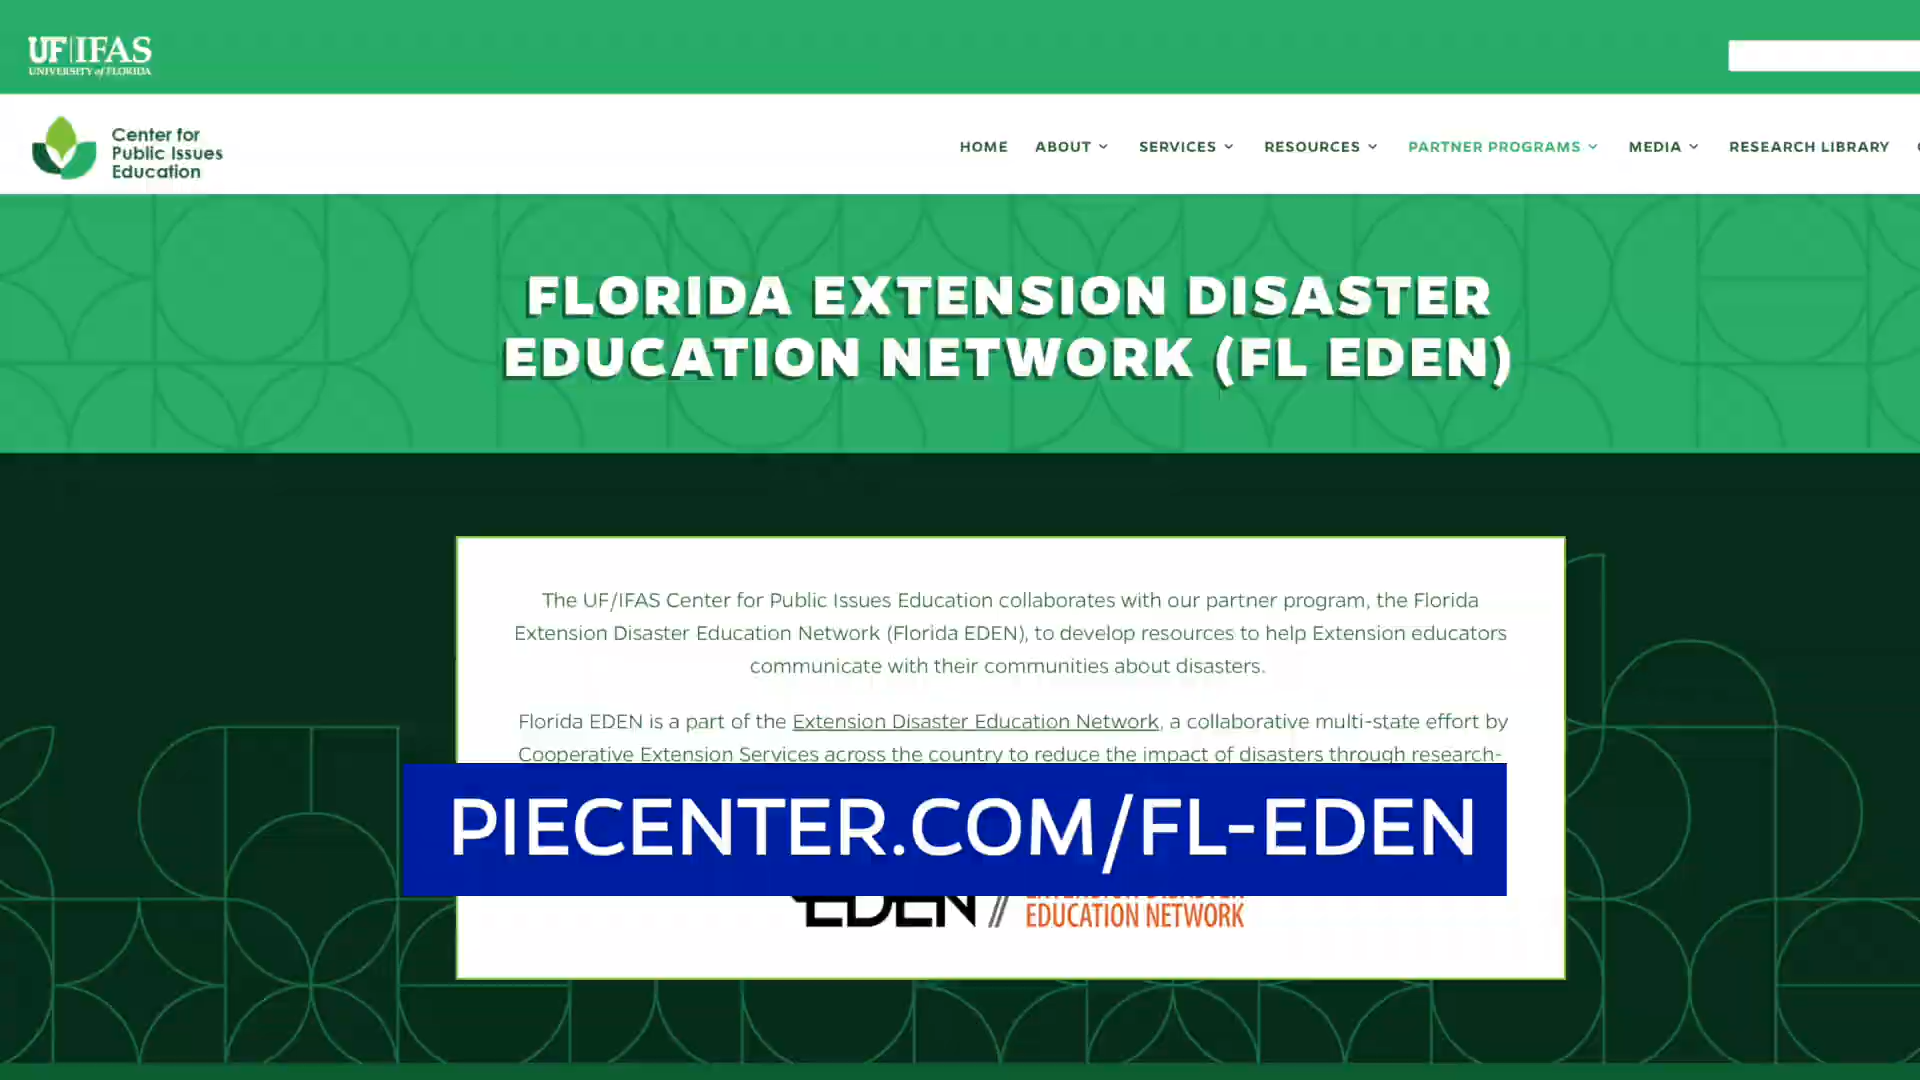 UF|IFAS
UNIVERSITY of FLORIDA
Center for
Public Issues
Education
HOME ABOUT SERVICES RESOURCES PARTNER PROGRAMS MEDIA RESEARCH LIBRARY
FLORIDA EXTENSION DISASTER
EDUCATION NETWORK (FL EDEN)
The UF/IFAS Center for Public Issues Education collaborates with our partner program, the Florida
Extension Disaster Education Network (Florida EDEN), to develop resources to help Extension educators
communicate with their communities about disasters.
Florida EDEN is a part of the Extension Disaster Education Network, a collaborative multi-state effort by
Cooperative Extension Services across the country to reduce the impact of disasters through research-
PIECENTER.COM/FL-EDEN
EDEN // EXTENSION DISASTER
EDUCATION NETWORK